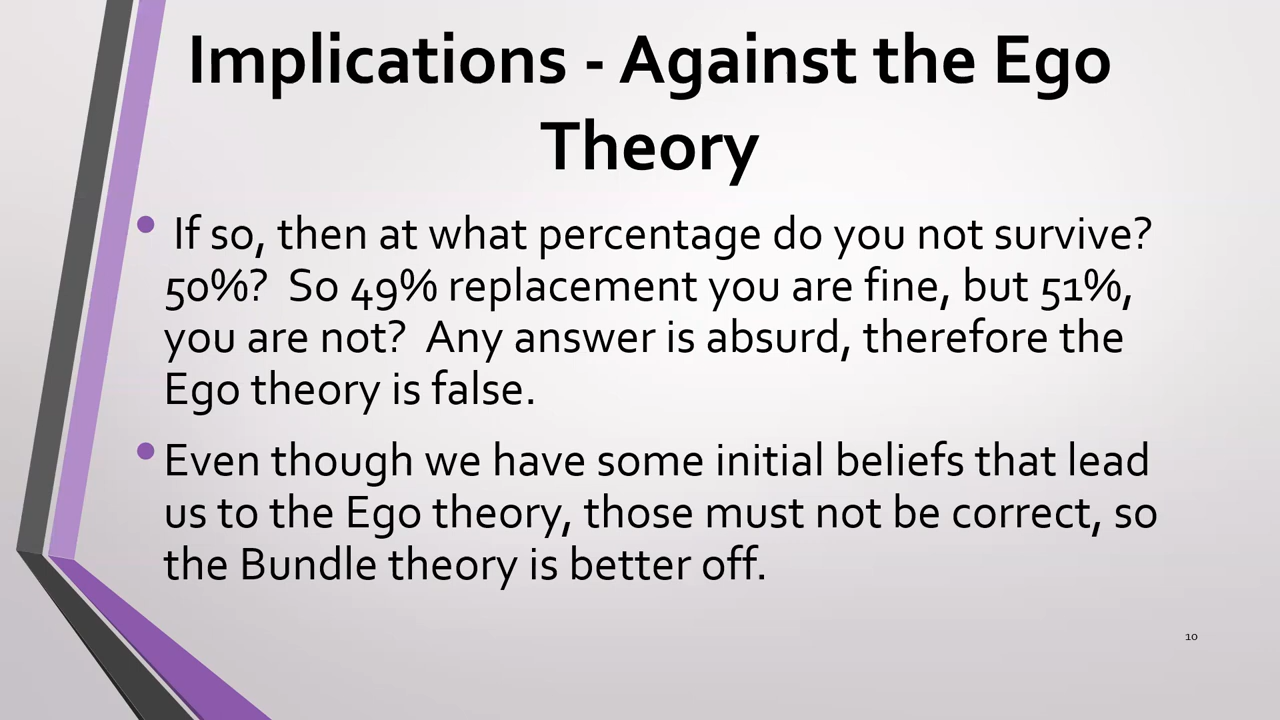 Implications - Against the Ego
Theory
• If so, then at what percentage do you not survive?
50%?  So 49% replacement you are fine, but 51%,
you are not?  Any answer is absurd, therefore the
Ego theory is false.
• Even though we have some initial beliefs that lead
us to the Ego theory, those must not be correct, so
the Bundle theory is better off.
10